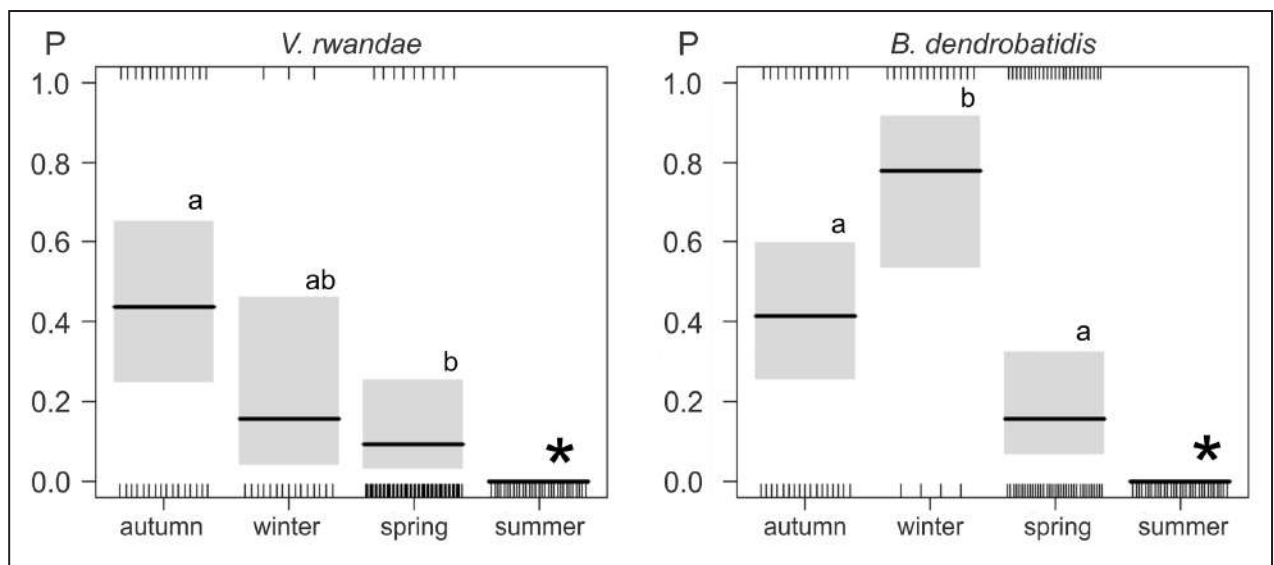 P V. rwandae
1.0
0.8
0.6
0.4
0.2
0.0
a
ab
b
*
autumn winter spring summer
P B. dendrobatidis
1.0
0.8
0.6
0.4
0.2
0.0
b
a
a
*
autumn winter spring summer